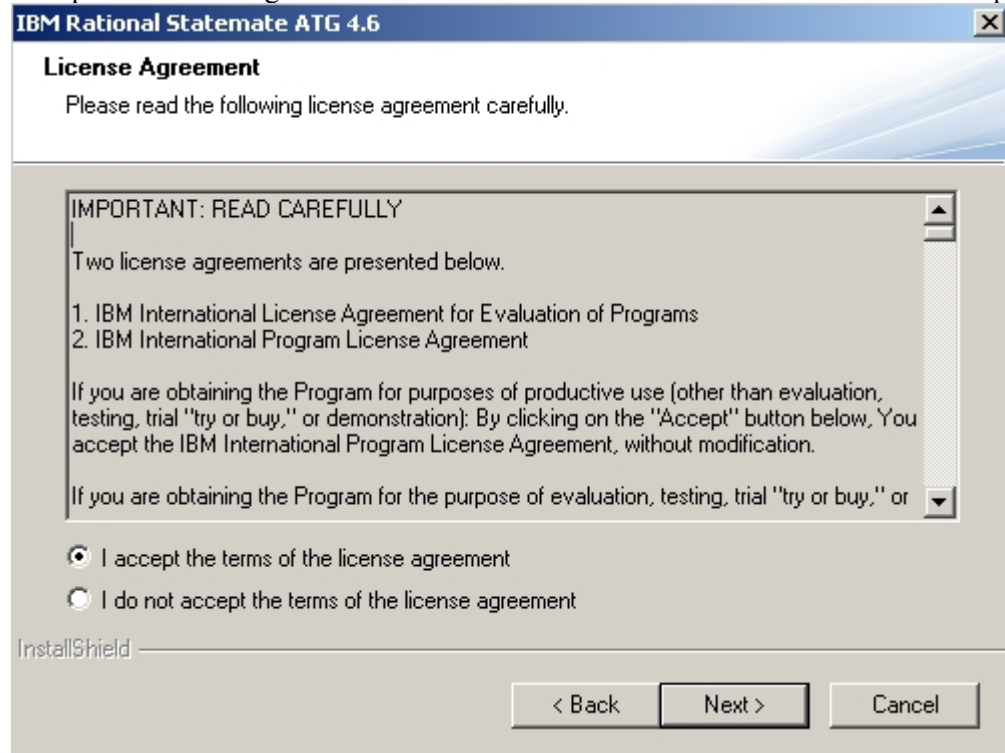 IBM Rational Statemate ATG 4.6
License Agreement
Please read the following license agreement carefully.
IMPORTANT: READ CAREFULLY
Two license agreements are presented below.
1. IBM International License Agreement for Evaluation of Programs
2. IBM International Program License Agreement
If you are obtaining the Program for purposes of productive use (other than evaluation,
testing, trial "try or buy," or demonstration): By clicking on the "Accept" button below, You
accept the IBM International Program License Agreement, without modification.
If you are obtaining the Program for the purpose of evaluation, testing, trial "try or buy," or
I accept the terms of the license agreement
I do not accept the terms of the license agreement
InstallShield
< Back Next > Cancel